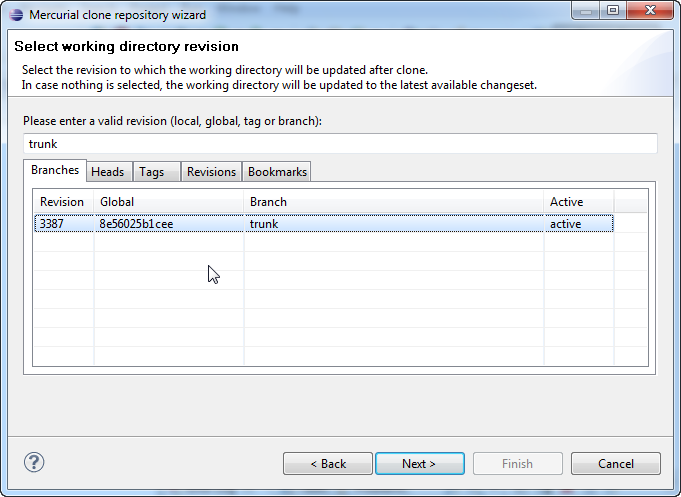 Mercurial clone repository wizard
Select working directory revision
Select the revision to which the working directory will be updated after clone.
In case nothing is selected, the working directory will be updated to the latest available changeset.
Please enter a valid revision (local, global, tag or branch):
trunk
Branches Heads Tags Revisions Bookmarks
Revision Global Branch Active
3387 8e56025b1cee trunk active
< Back Next > Finish Cancel